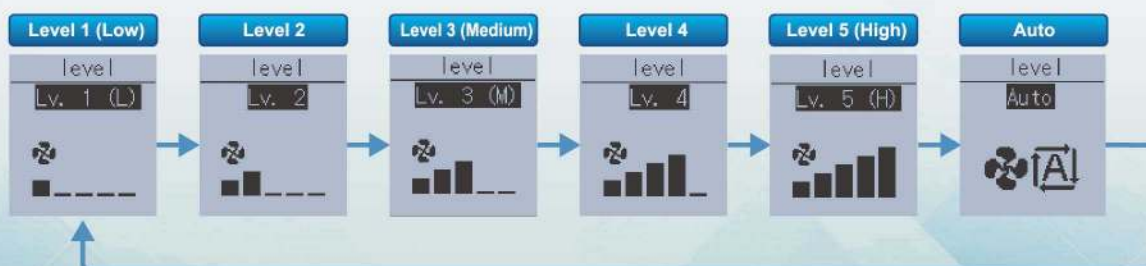 Level 1 (Low)
level
Lv. 1 (L)
Level 2
level
Lv. 2
Level 3 (Medium)
level
Lv. 3 (M)
Level 4
level
Lv. 4
Level 5 (High)
level
Lv. 5 (H)
Auto
level
Auto
A